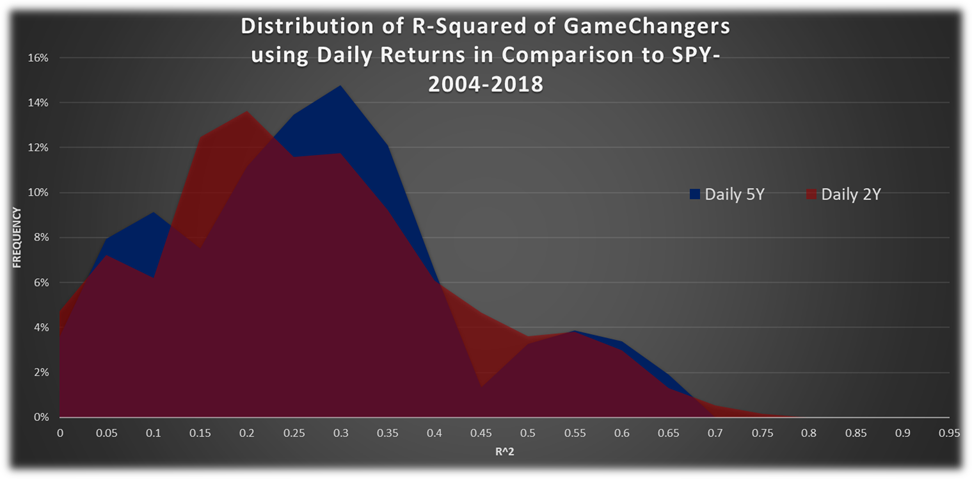 Distribution of R-Squared of GameChangers
using Daily Returns in Comparison to SPY-
2004-2018
16%
14%
12%
10%
8%
6%
4%
2%
0%
FREQUENCY
Daily 5Y
Daily 2Y
0 0.05 0.1 0.15 0.2 0.25 0.3 0.35 0.4 0.45 0.5 0.55 0.6 0.65 0.7 0.75 0.8 0.85 0.9 0.95
R^2